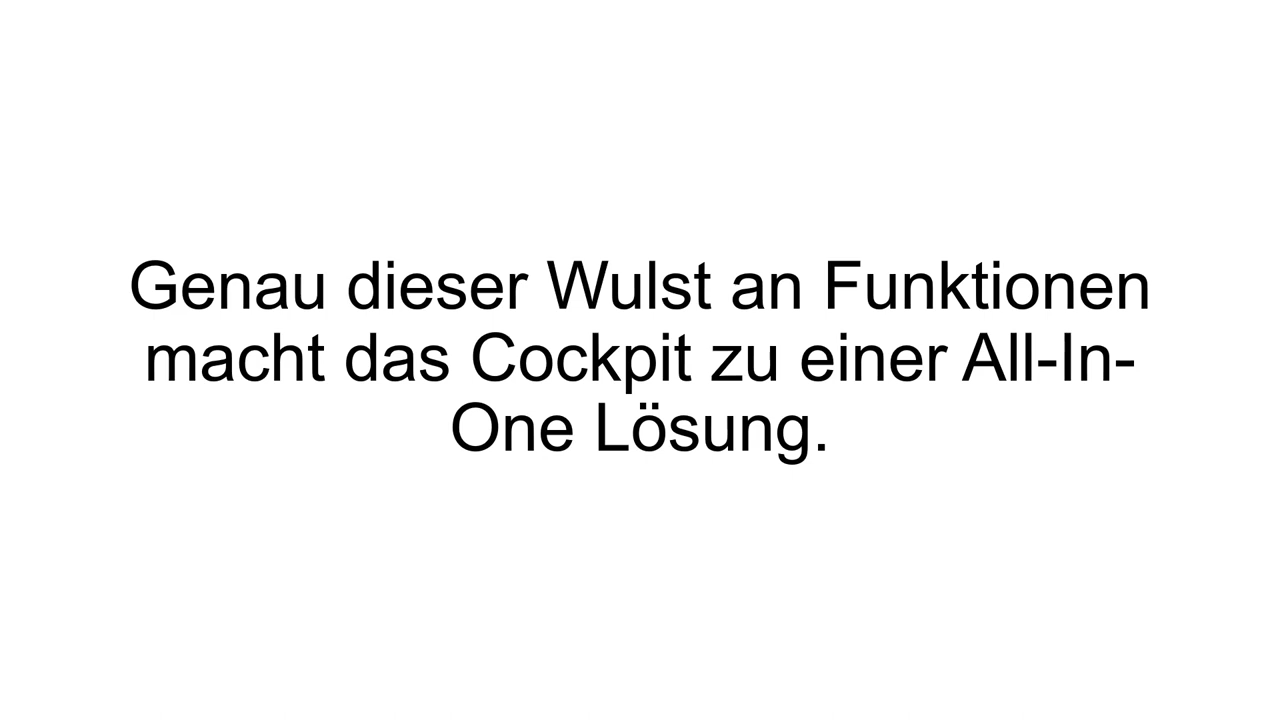 Genau dieser Wulst an Funktionen
macht das Cockpit zu einer All-In-
One Lösung.